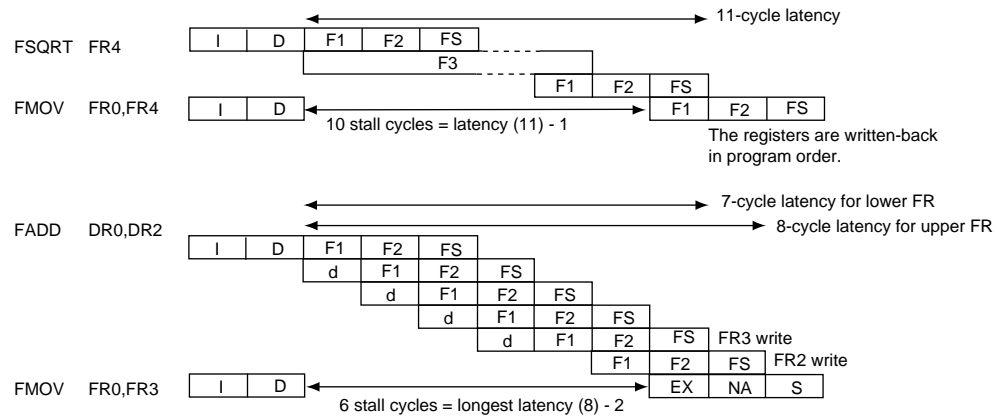 11-cycle latency
FSQRT FR4 I D F1 F2 FS
F3
F1 F2 FS
FMOV FR0,FR4 I D 10 stall cycles = latency (11) - 1 F1 F2 FS
The registers are written-back
in program order.
7-cycle latency for lower FR
8-cycle latency for upper FR
FADD DR0,DR2 I D F1 F2 FS
d F1 F2 FS
d F1 F2 FS
d F1 F2 FS
d F1 F2 FS FR3 write
F1 F2 FS FR2 write
FMOV FR0,FR3 I D 6 stall cycles = longest latency (8) - 2 EX NA S